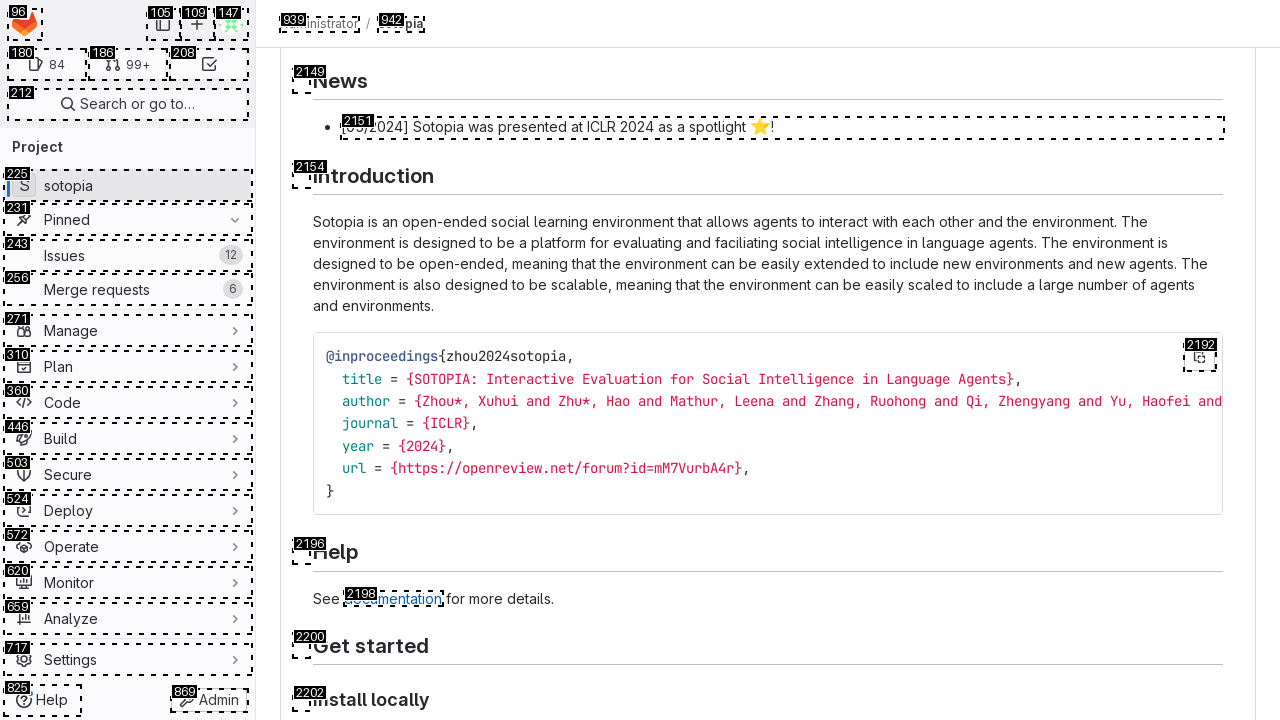 96
105
109
147
180
84
186
99+
208
212
Search or go to…
Project
225
S
sotopia
231
Pinned
243
Issues
12
256
Merge requests
6
271
Manage
310
Plan
360
Code
446
Build
503
Secure
524
Deploy
572
Operate
620
Monitor
659
Analyze
717
Settings
825
Help
869
Admin
939
942
/
2149
News
2151
[05/2024] Sotopia was presented at ICLR 2024 as a spotlight ⭐!
2154
Introduction
Sotopia is an open-ended social learning environment that allows agents to interact with each other and the environment. The
environment is designed to be a platform for evaluating and faciliating social intelligence in language agents. The environment is
designed to be open-ended, meaning that the environment can be easily extended to include new environments and new agents. The
environment is also designed to be scalable, meaning that the environment can be easily scaled to include a large number of agents
and environments.
2192
@inproceedings{zhou2024sotopia,
title = {SOTOPIA: Interactive Evaluation for Social Intelligence in Language Agents},
author = {Zhou*, Xuhui and Zhu*, Hao and Mathur, Leena and Zhang, Ruohong and Qi, Zhengyang and Yu, Haofei and
journal = {ICLR},
year = {2024},
url = {https://openreview.net/forum?id=mM7VurbA4r},
}
2196
Help
2198
See documentation for more details.
2200
Get started
2202
Install locally